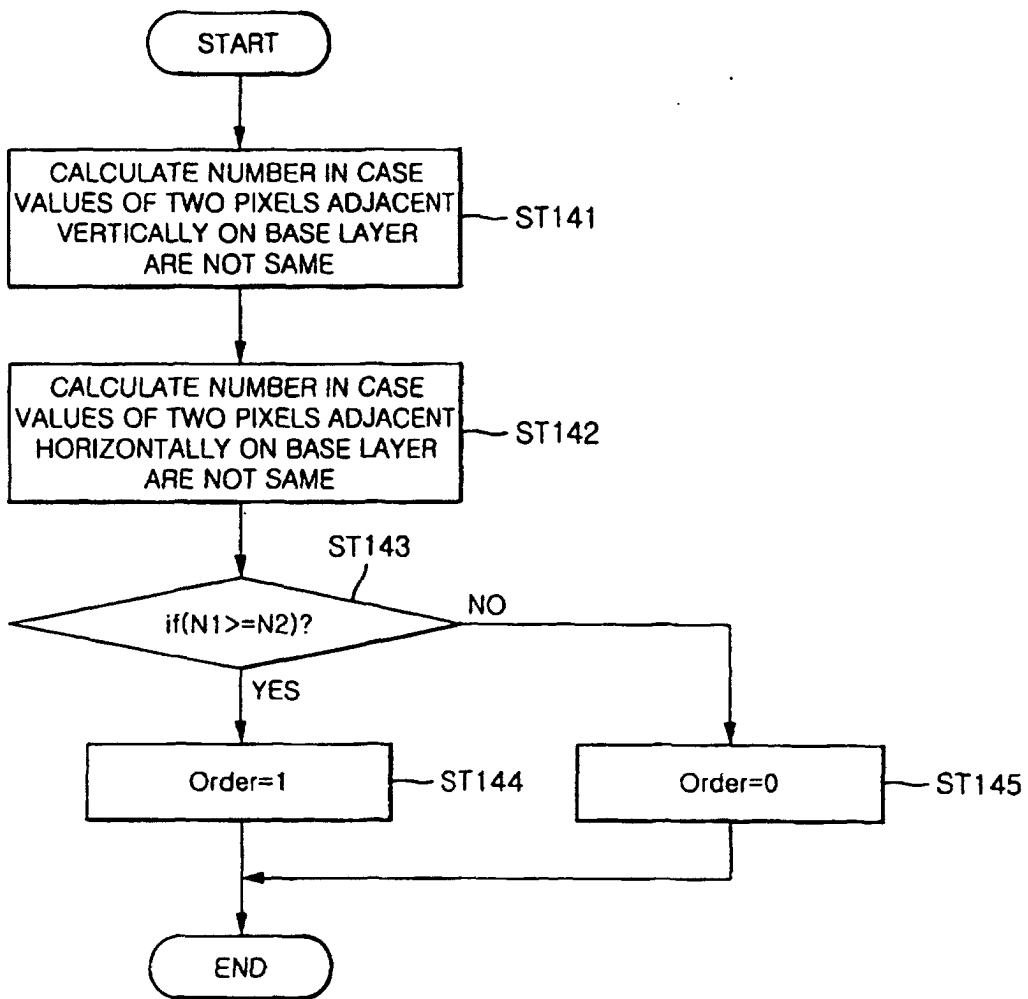 START
CALCULATE NUMBER IN CASE
VALUES OF TWO PIXELS ADJACENT
VERTICALLY ON BASE LAYER
ARE NOT SAME
ST141
CALCULATE NUMBER IN CASE
VALUES OF TWO PIXELS ADJACENT
HORIZONTALLY ON BASE LAYER
ARE NOT SAME
ST142
ST143
if(N1>=N2)?
NO
YES
Order=1
ST144
Order=0
ST145
END